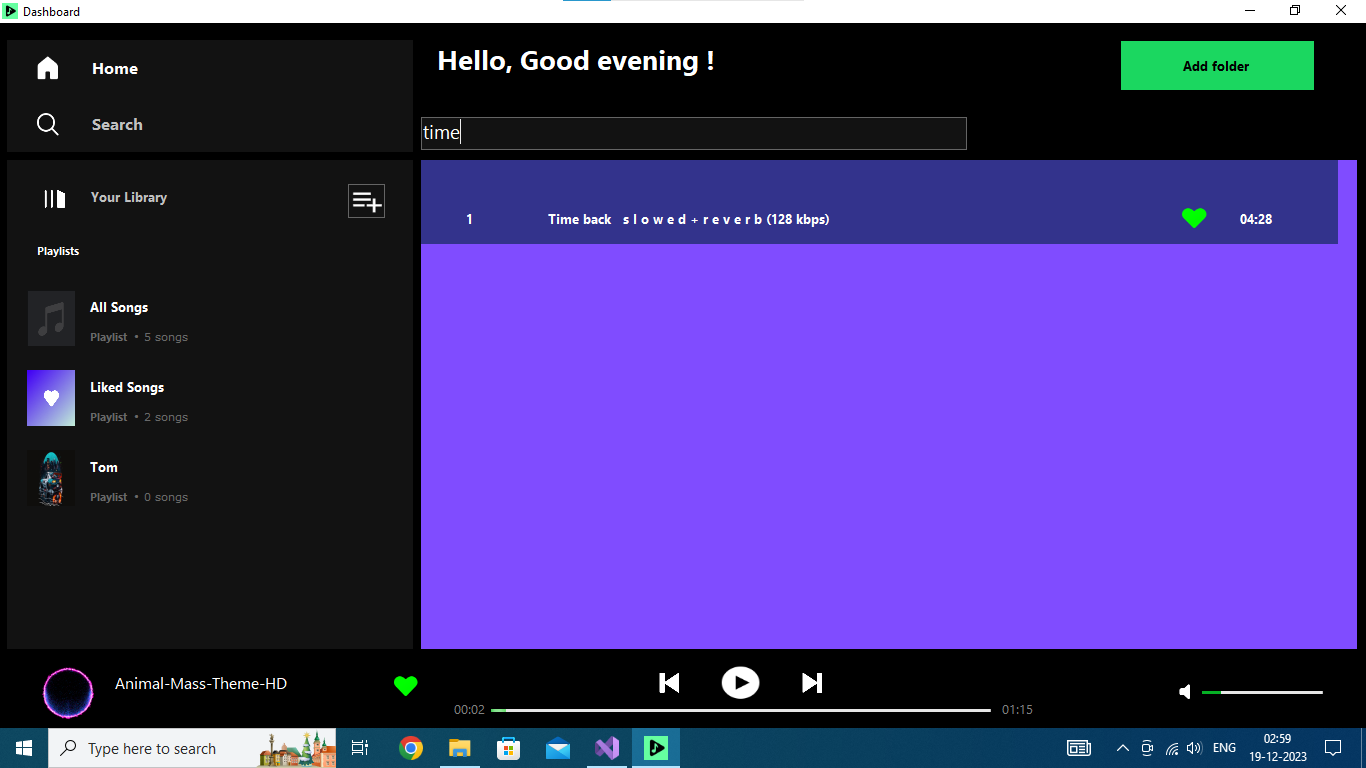 Dashboard
Home
Search
Hello, Good evening !
Add folder
time
Your Library
Playlists
All Songs
Playlist • 5 songs
Liked Songs
Playlist • 2 songs
Tom
Playlist • 0 songs
1 Time back s l o w e d + r e v e r b (128 kbps) 04:28
Animal-Mass-Theme-HD
00:02 01:15
Type here to search
ENG
02:59
19-12-2023